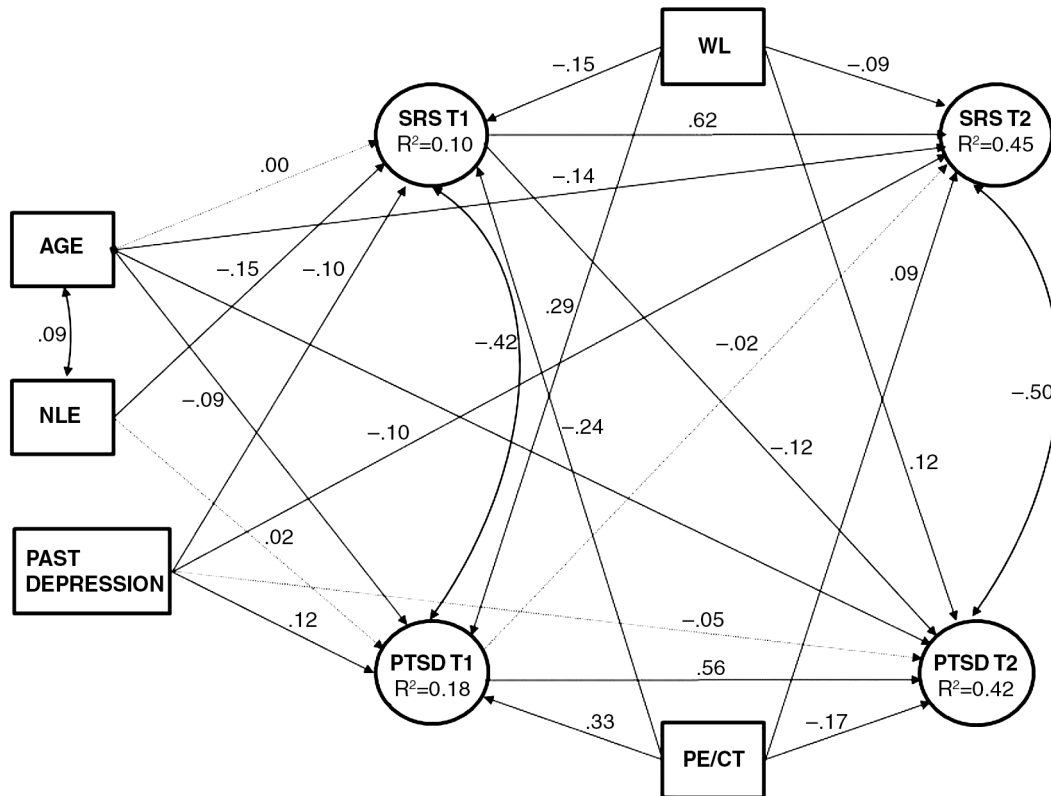 WL
–.15
–.09
SRS T1
R²=0.10
.62
SRS T2
R²=0.45
.00
–.14
AGE
–.15
–.10
.09
.29
.09
–.42
–.02
NLE
–.09
–.10
–.24
–.12
.12
–.50
PAST
DEPRESSION
.02
.12
–.05
PTSD T1
R²=0.18
.56
PTSD T2
R²=0.42
.33
PE/CT
–.17